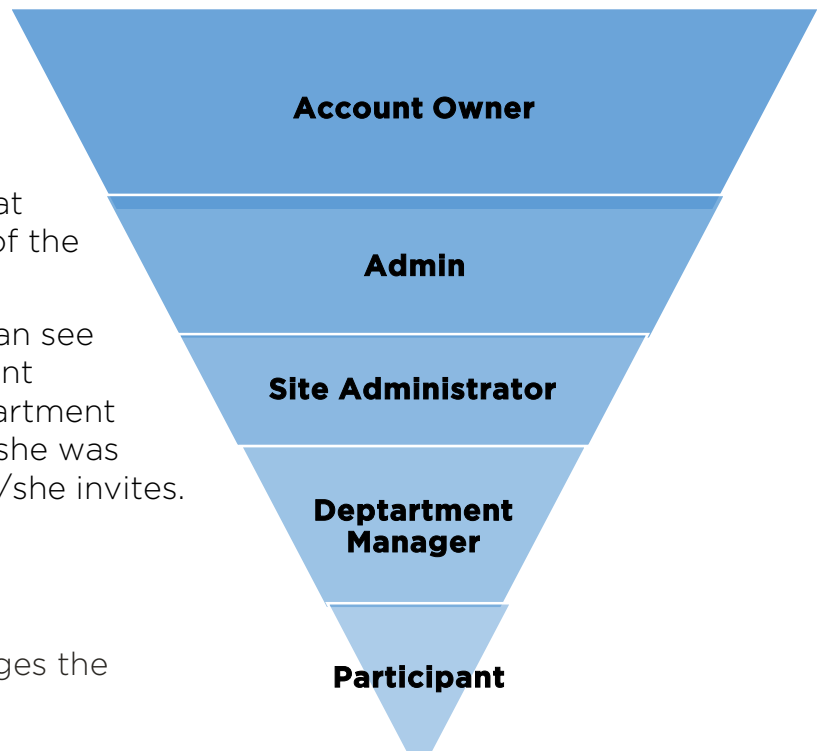 Account Owner
at
of the
Admin
an see
nt
artment
she was
/she invites.
Site Administrator
Deptartment
Manager
ges the
Participant